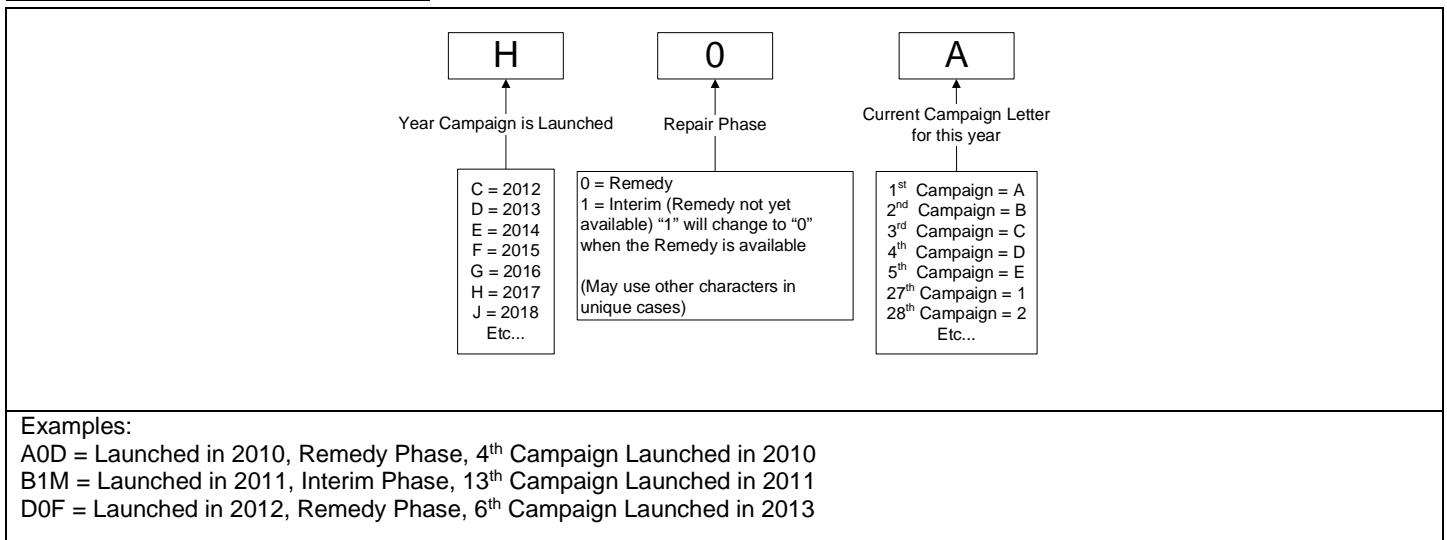 H
0
A
Year Campaign is Launched
Repair Phase
Current Campaign Letter
for this year
C = 2012
D = 2013
E = 2014
F = 2015
G = 2016
H = 2017
J = 2018
Etc...
0 = Remedy
1 = Interim (Remedy not yet
available) “1” will change to “0”
when the Remedy is available
(May use other characters in
unique cases)
1st Campaign = A
2nd Campaign = B
3rd Campaign = C
4th Campaign = D
5th Campaign = E
27th Campaign = 1
28th Campaign = 2
Etc...
Examples:
A0D = Launched in 2010, Remedy Phase, 4th Campaign Launched in 2010
B1M = Launched in 2011, Interim Phase, 13th Campaign Launched in 2011
D0F = Launched in 2012, Remedy Phase, 6th Campaign Launched in 2013